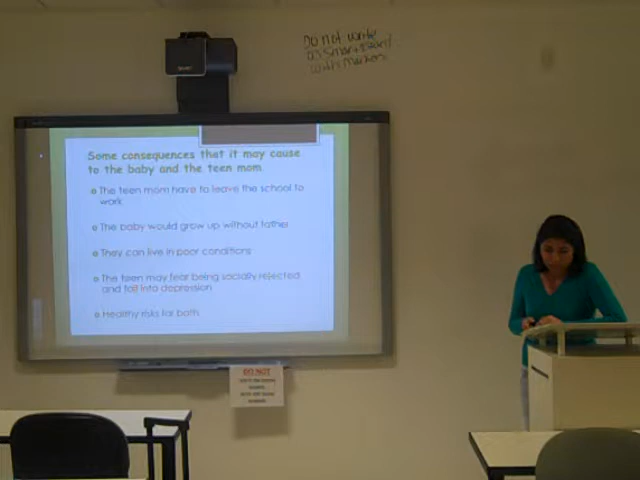 DO NOT write
on Smart Board
with markers
Some consequences that it may cause
to the baby and the teen mom
The teen mom have to leave the school to
work
The baby would grow up without father
They can live in poor conditions
The teen may fear being socially rejected
and fall into depression
Healthy risks for both
DO NOT